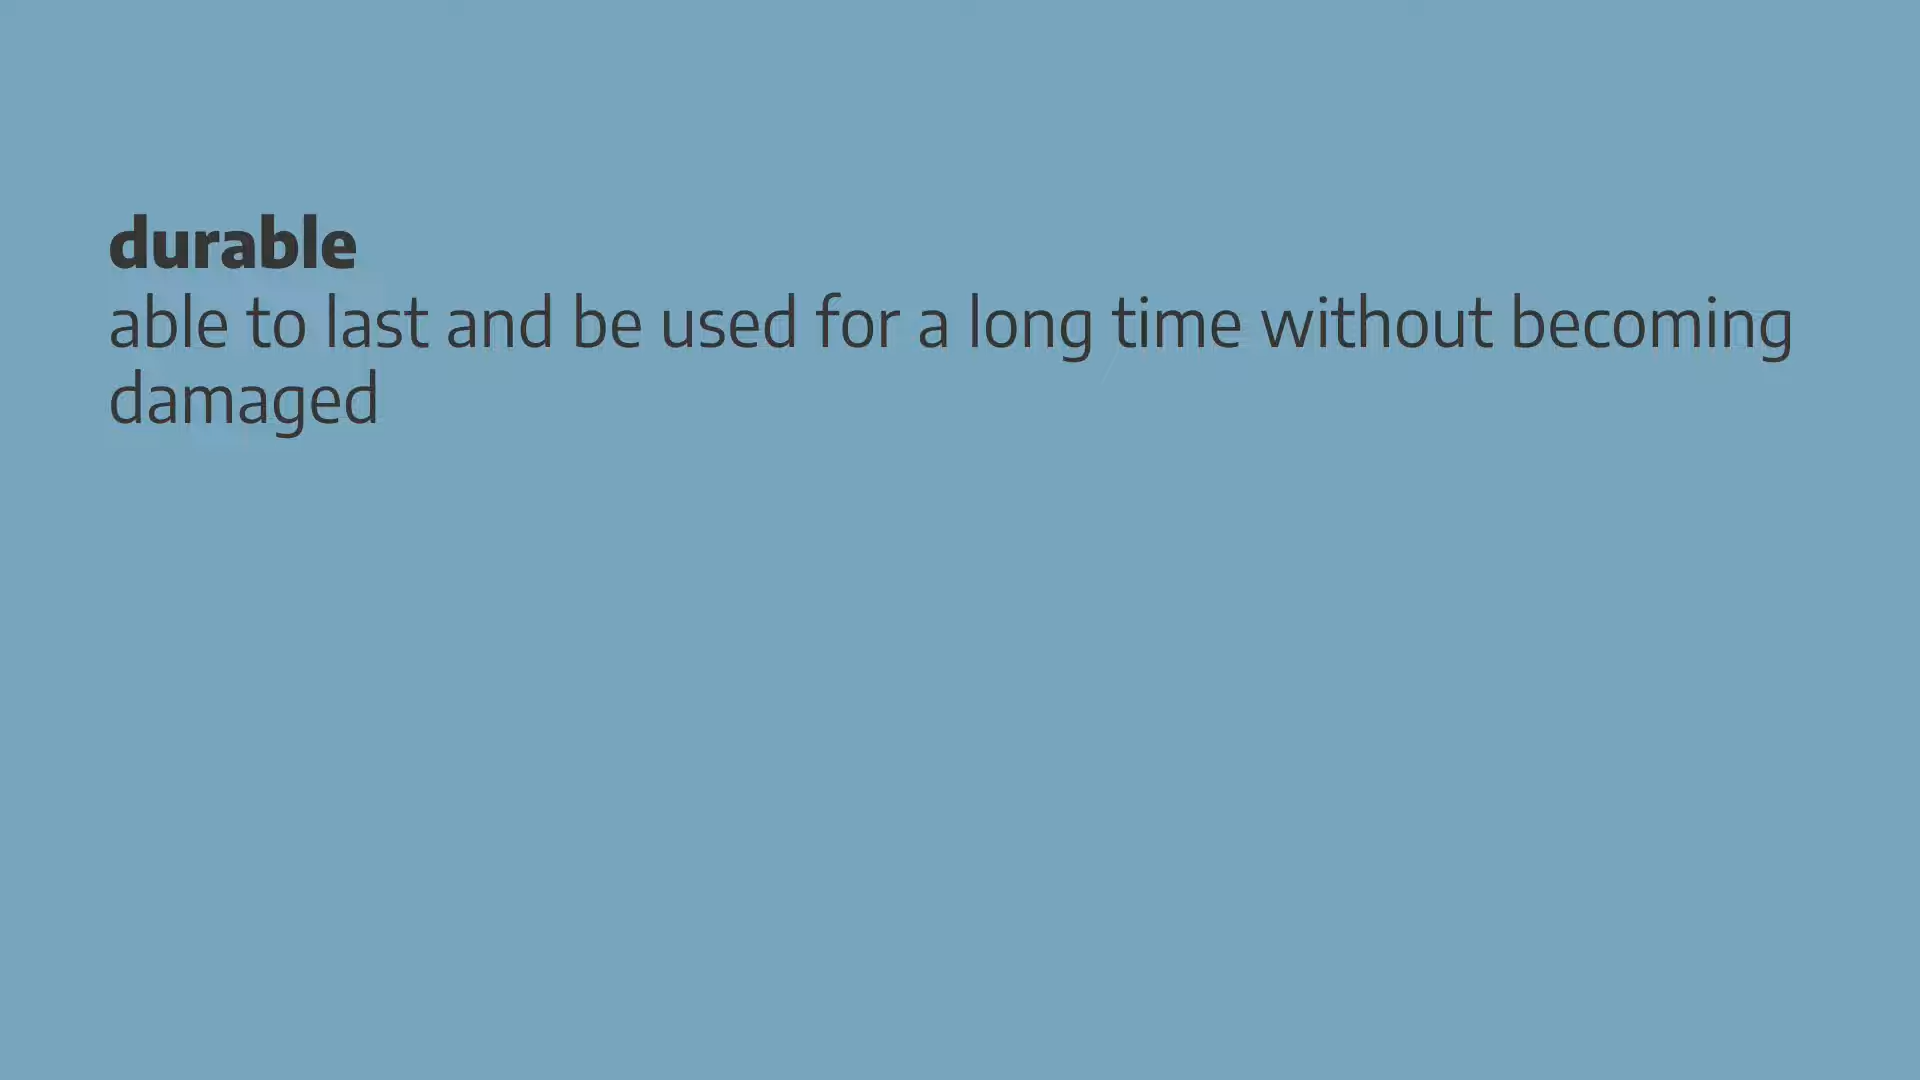 durable
able to last and be used for a long time without becoming
damaged